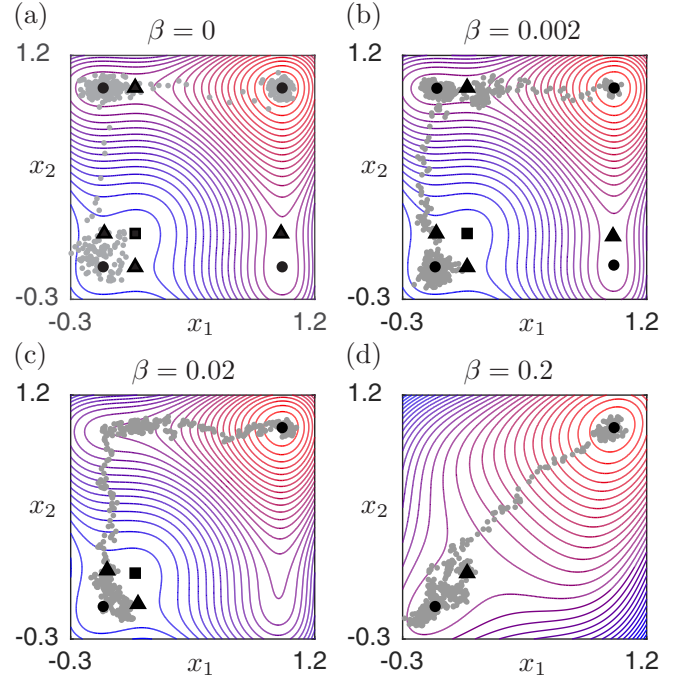 (a) β = 0
(b) β = 0.002
1.2
x₂
-0.3
-0.3 x₁ 1.2
1.2
x₂
-0.3
-0.3 x₁ 1.2
(c) β = 0.02
(d) β = 0.2
1.2
x₂
-0.3
-0.3 x₁ 1.2
1.2
x₂
-0.3
-0.3 x₁ 1.2